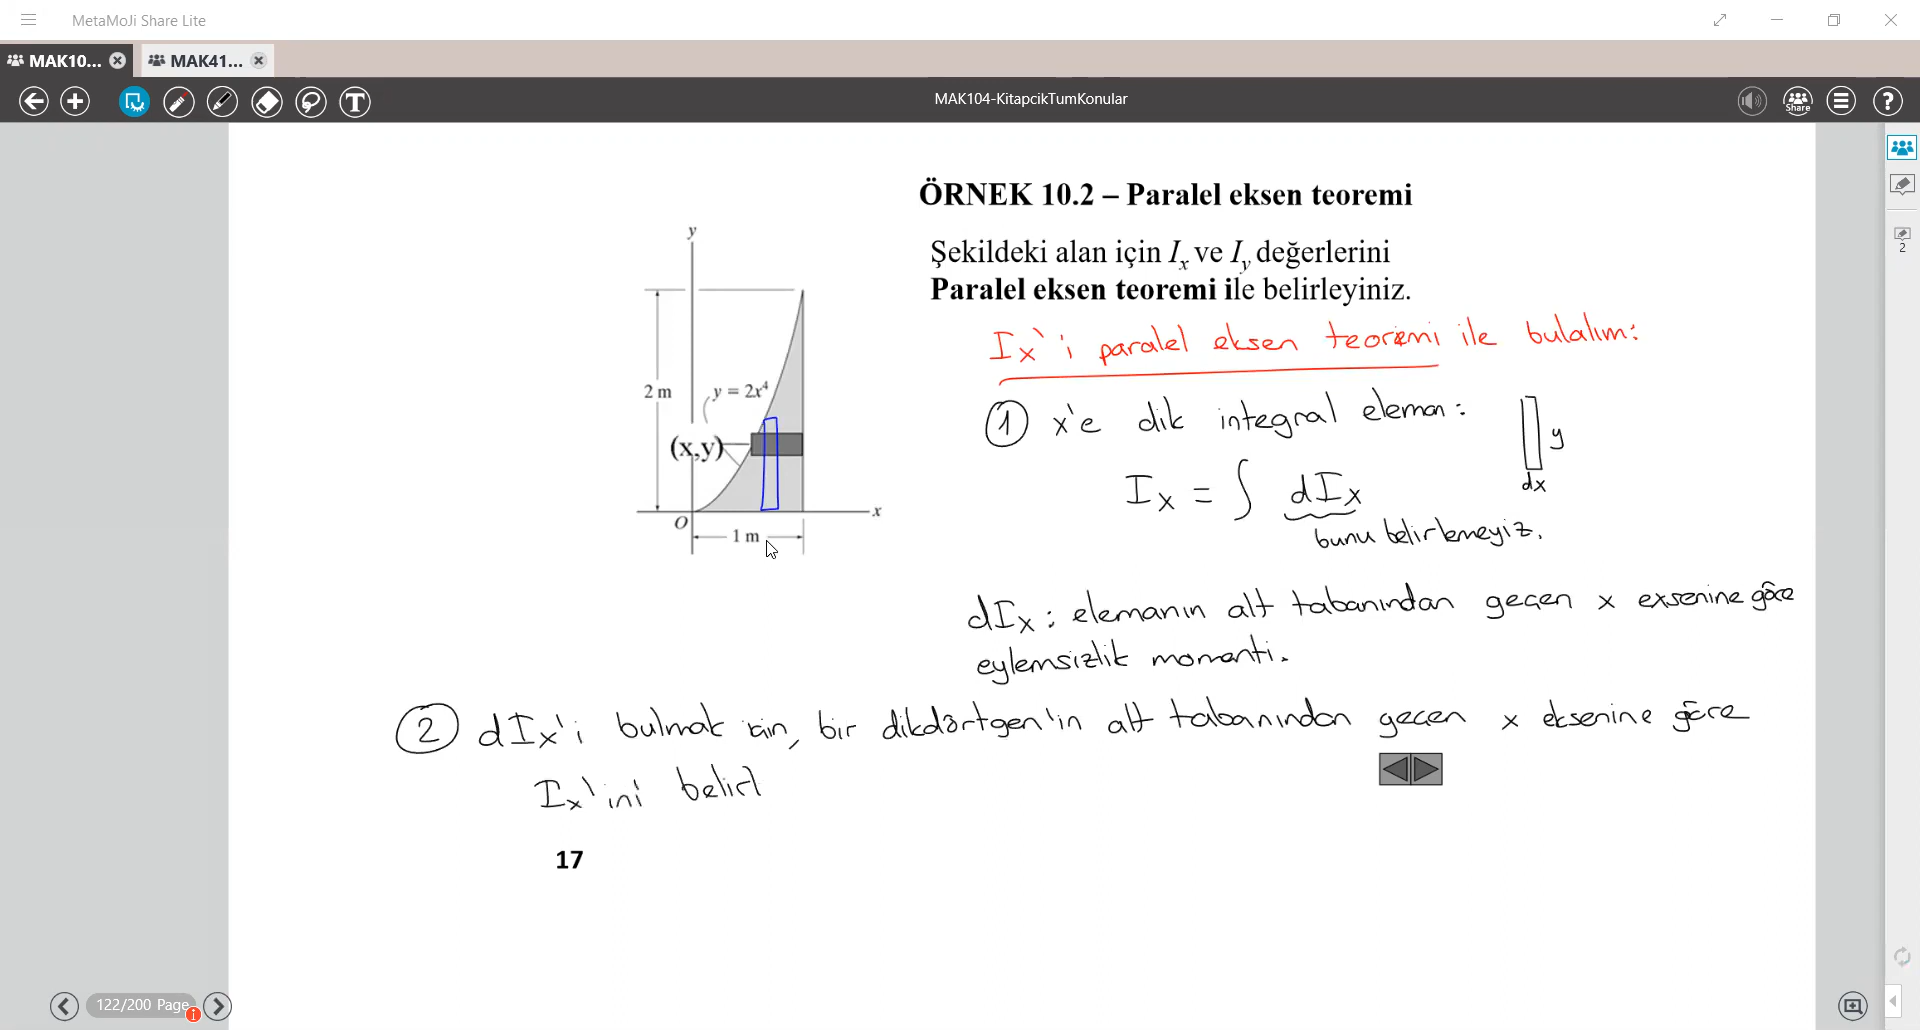 MetaMoJi Share Lite
MAK10...
MAK41...
MAK104-KitapcikTumKonular
Share
ÖRNEK 10.2 – Paralel eksen teoremi
Şekildeki alan için Ix ve Iy değerlerini
Paralel eksen teoremi ile belirleyiniz.
y
2 m
y = 2x⁴
(x,y)
O
x
1 m
Ix'i paralel eksen teoremi ile bulalım:
1 x'e dik integral eleman:
y
dx
Ix = ∫ dIx
bunu belirlemeyiz.
dIx : elemanın alt tabanından geçen x exsenine göre
eylemsizlik momenti.
2 dIx'i bulmak için, bir dikdörtgen'in alt tabanından geçen x eksenine göre
Ix'ini belirl
17
122/200 Page
2